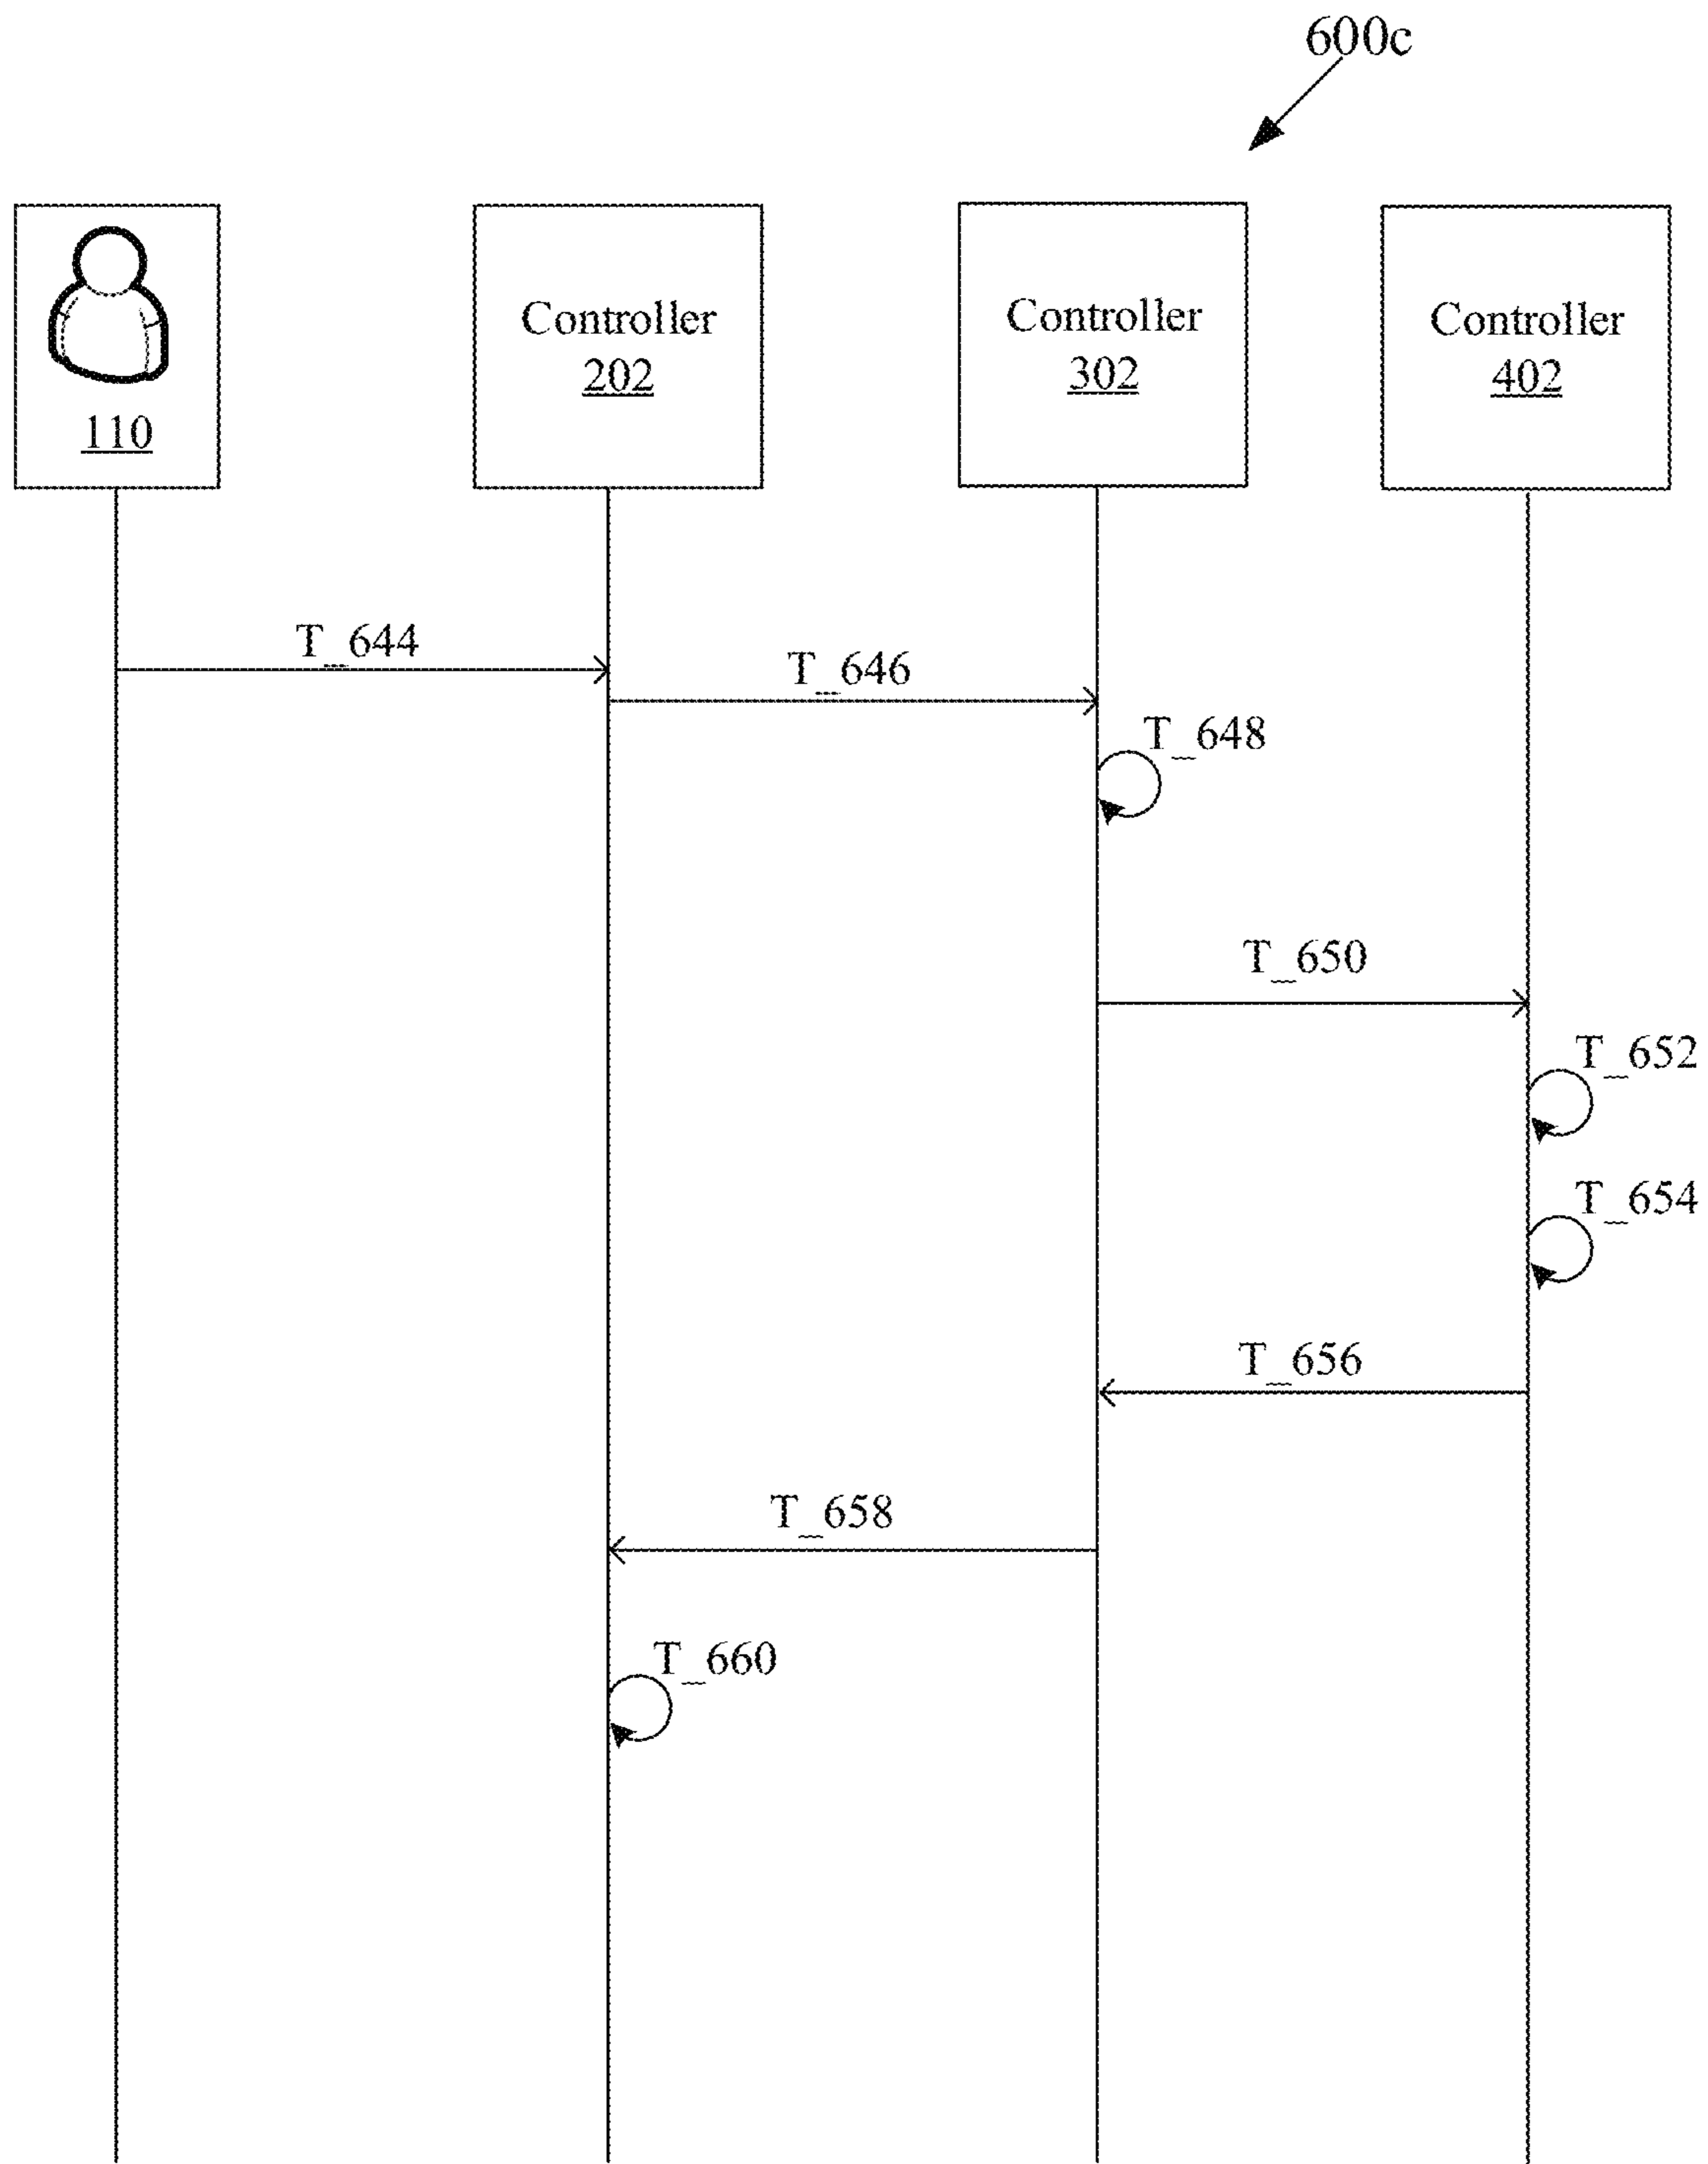 600c
110
Controller
202
Controller
302
Controller
402
T_644
T_646
T_648
T_650
T_652
T_654
T_656
T_658
T_660